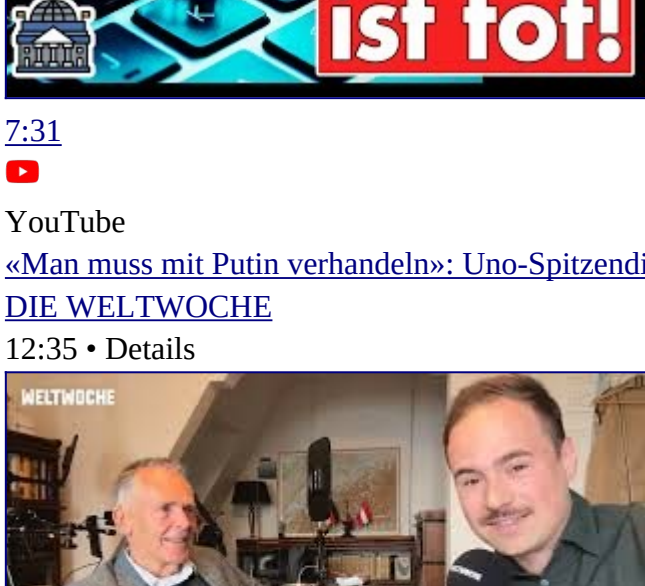 ist tot!
7:31
YouTube
«Man muss mit Putin verhandeln»: Uno-Spitzendi
DIE WELTWOCHE
12:35 • Details
WELTWOCHE